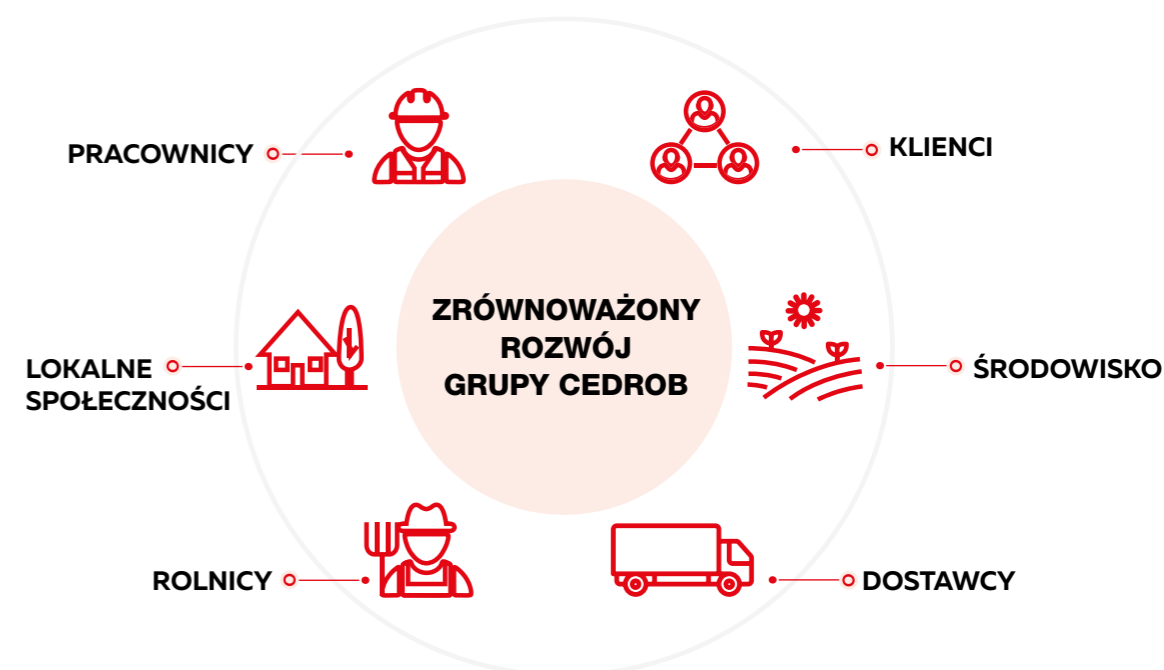 PRACOWNICY
KLIENCI
ZRÓWNOWAŻONY
ROZWÓJ
GRUPY CEDROB
LOKALNE
SPOŁECZNOŚCI
ŚRODOWISKO
ROLNICY
DOSTAWCY